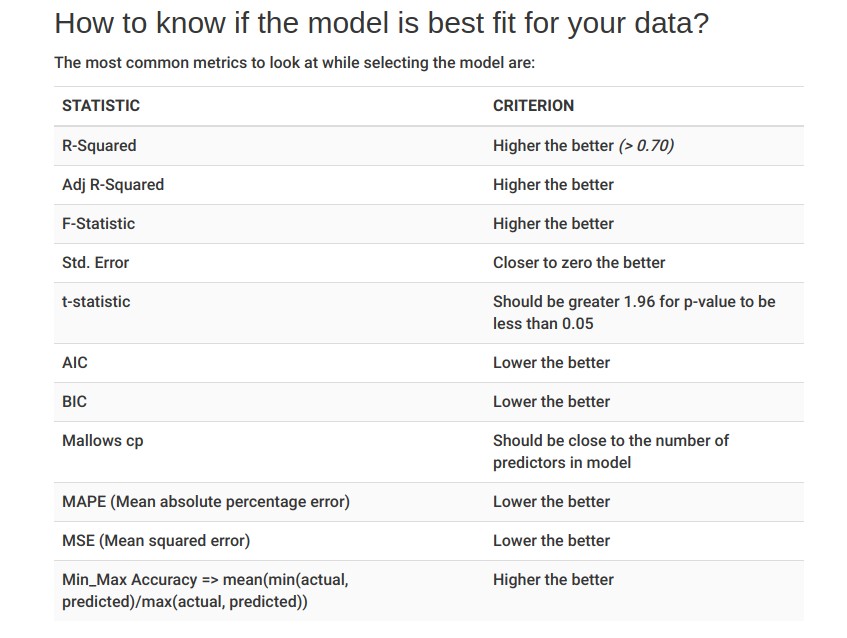 How to know if the model is best fit for your data?
The most common metrics to look at while selecting the model are:
STATISTIC CRITERION
R-Squared Higher the better (> 0.70)
Adj R-Squared Higher the better
F-Statistic Higher the better
Std. Error Closer to zero the better
t-statistic Should be greater 1.96 for p-value to be
less than 0.05
AIC Lower the better
BIC Lower the better
Mallows cp Should be close to the number of
predictors in model
MAPE (Mean absolute percentage error) Lower the better
MSE (Mean squared error) Lower the better
Min_Max Accuracy => mean(min(actual, Higher the better
predicted)/max(actual, predicted))